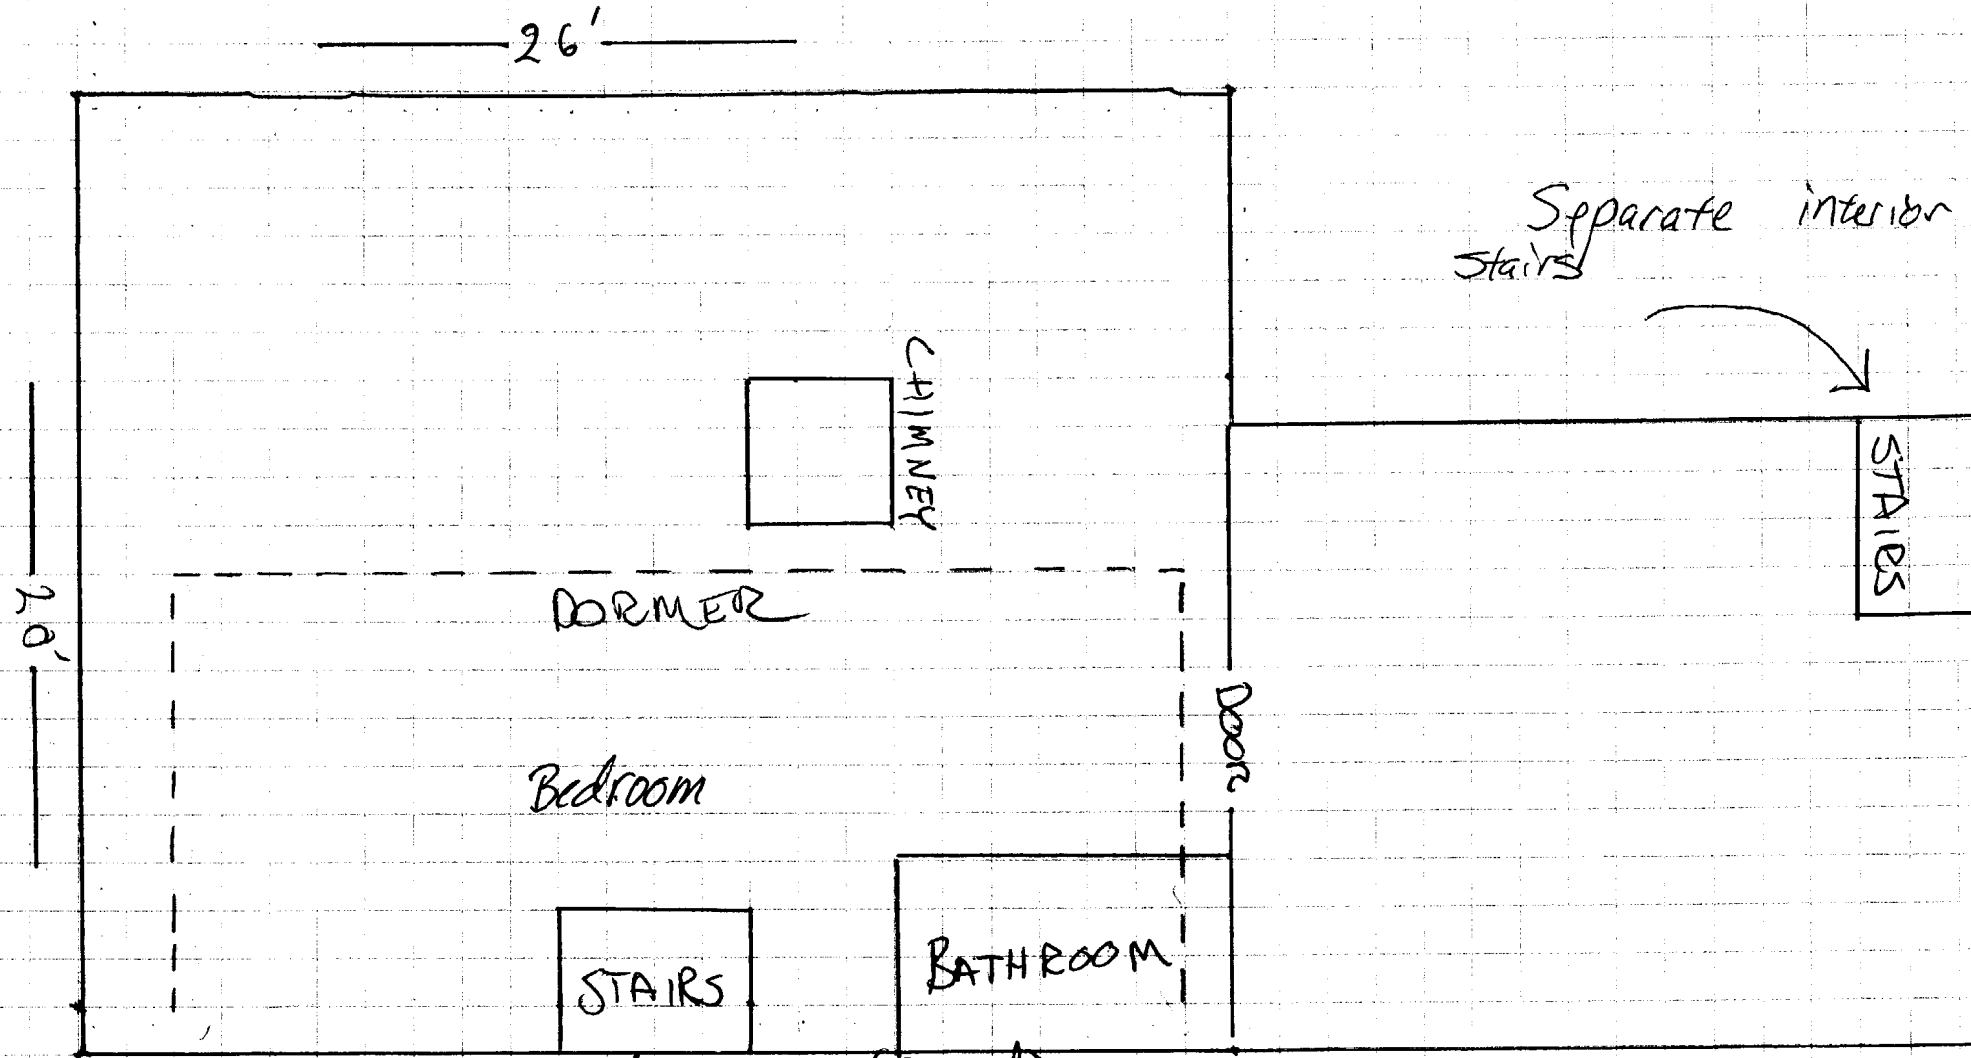 26'
Separate interior
stairs
CHIMNEY
STAIRS
20'
DORMER
Door
Bedroom
BATHROOM
STAIRS